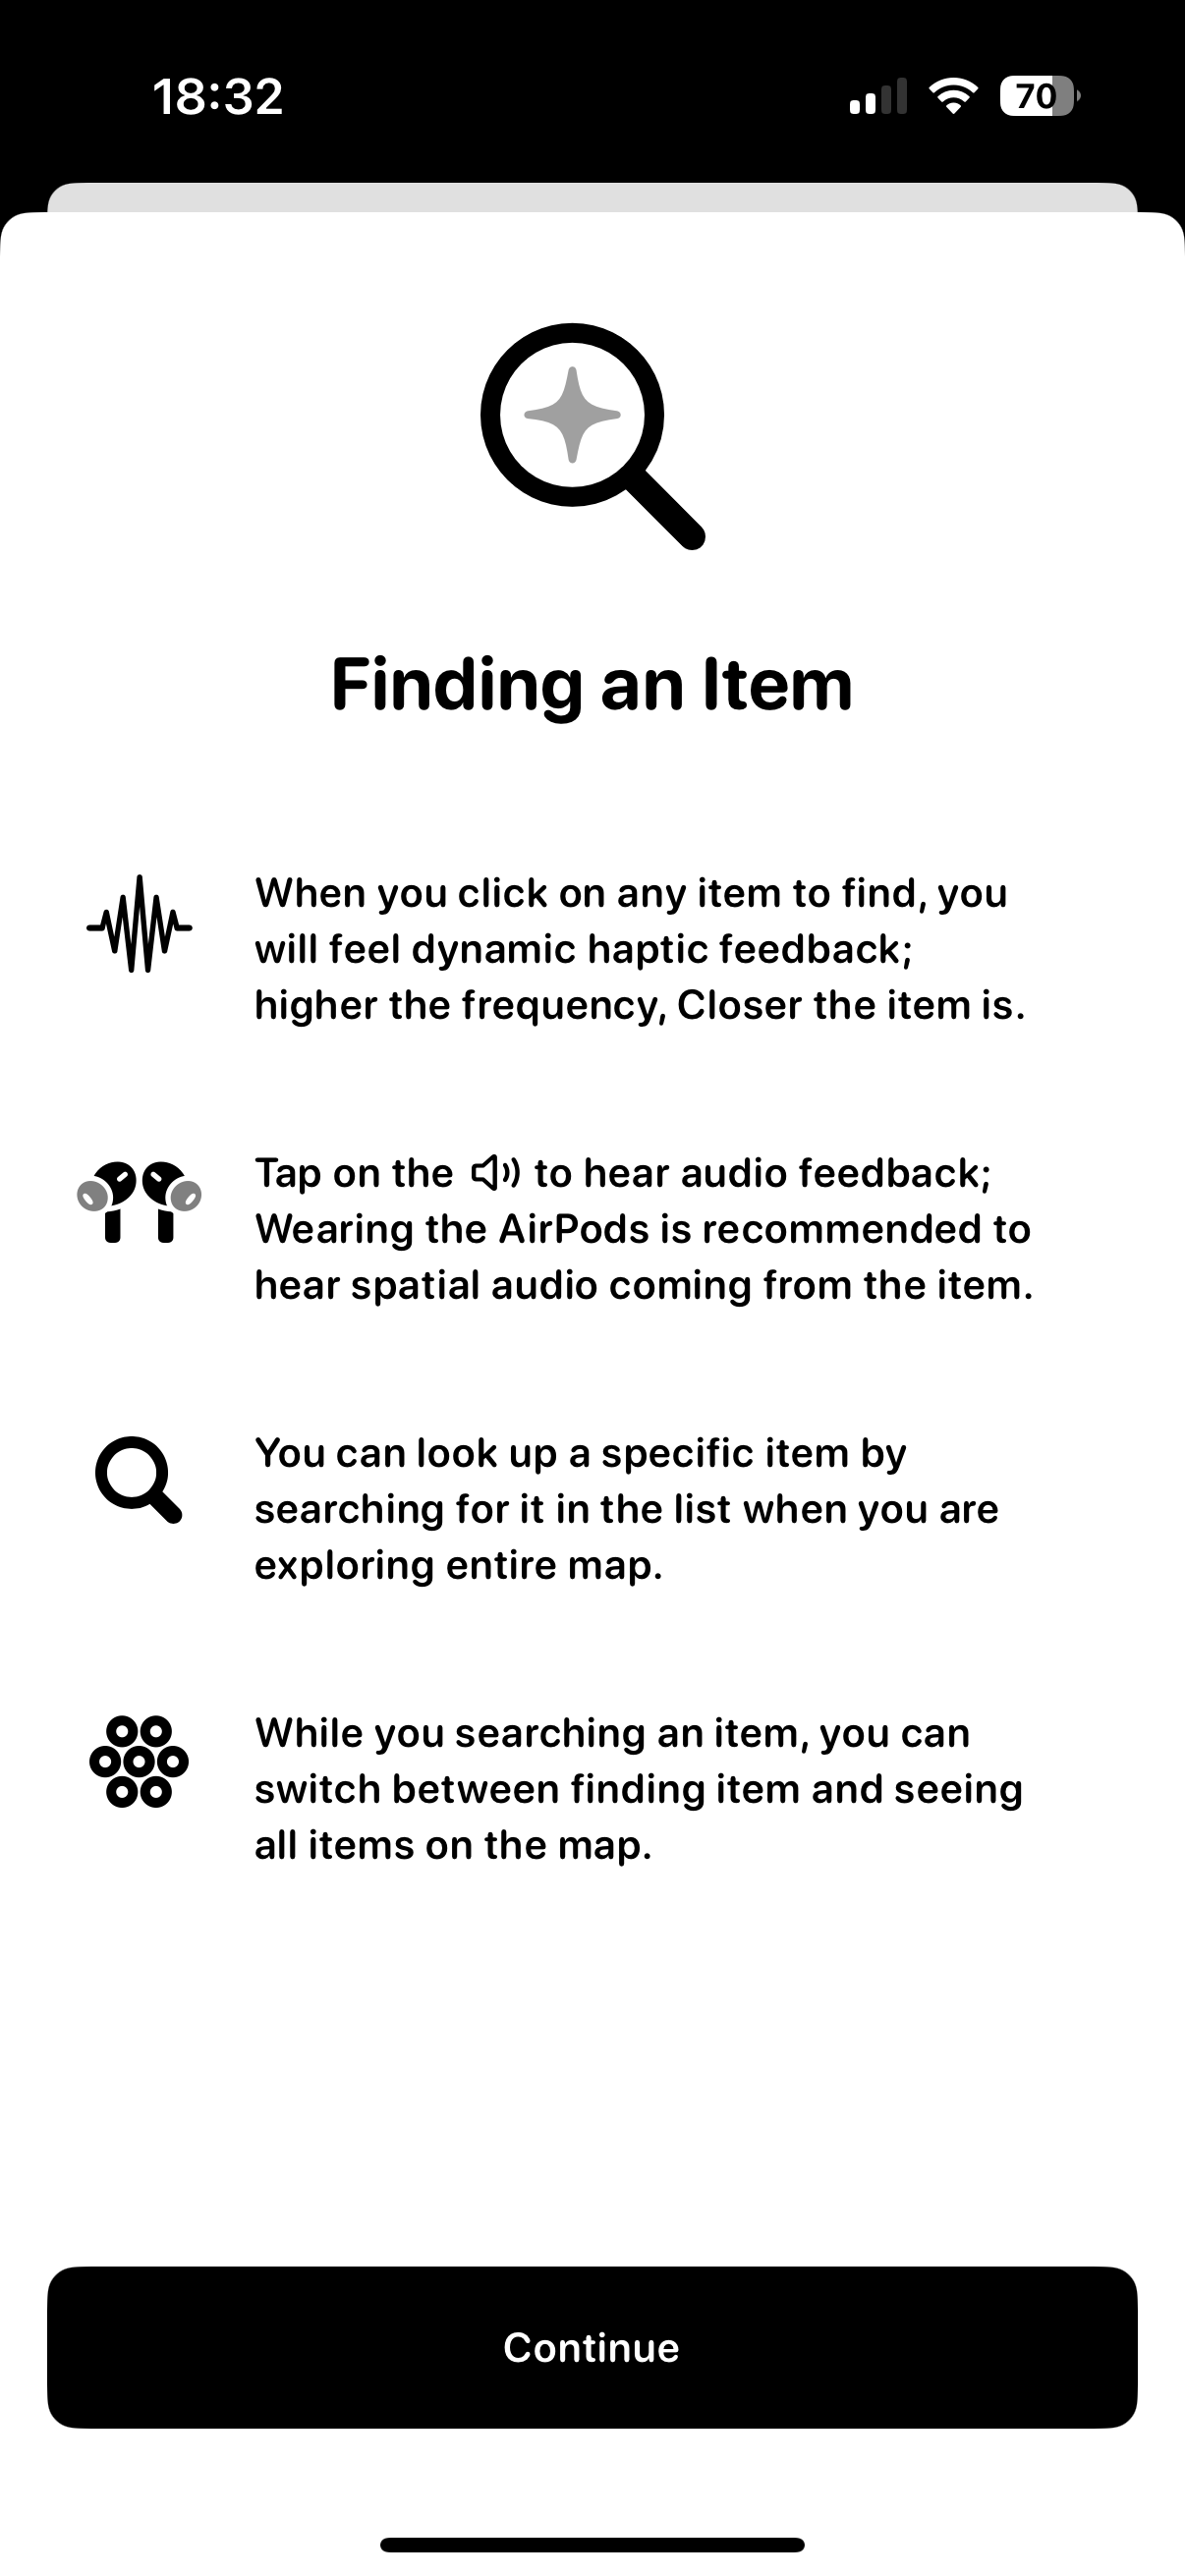 18:32
70
Finding an Item
When you click on any item to find, you
will feel dynamic haptic feedback;
higher the frequency, Closer the item is.
Tap on the to hear audio feedback;
Wearing the AirPods is recommended to
hear spatial audio coming from the item.
You can look up a specific item by
searching for it in the list when you are
exploring entire map.
While you searching an item, you can
switch between finding item and seeing
all items on the map.
Continue